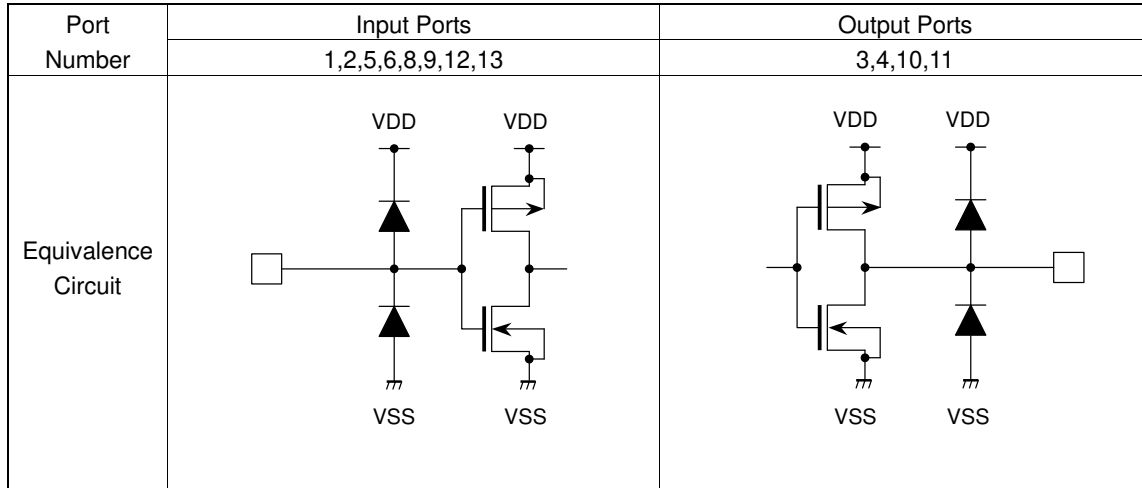 Port
Number
Input Ports
Output Ports
1,2,5,6,8,9,12,13
3,4,10,11
Equivalence
Circuit
VDD
VDD
VSS
VSS
VDD
VDD
VSS
VSS